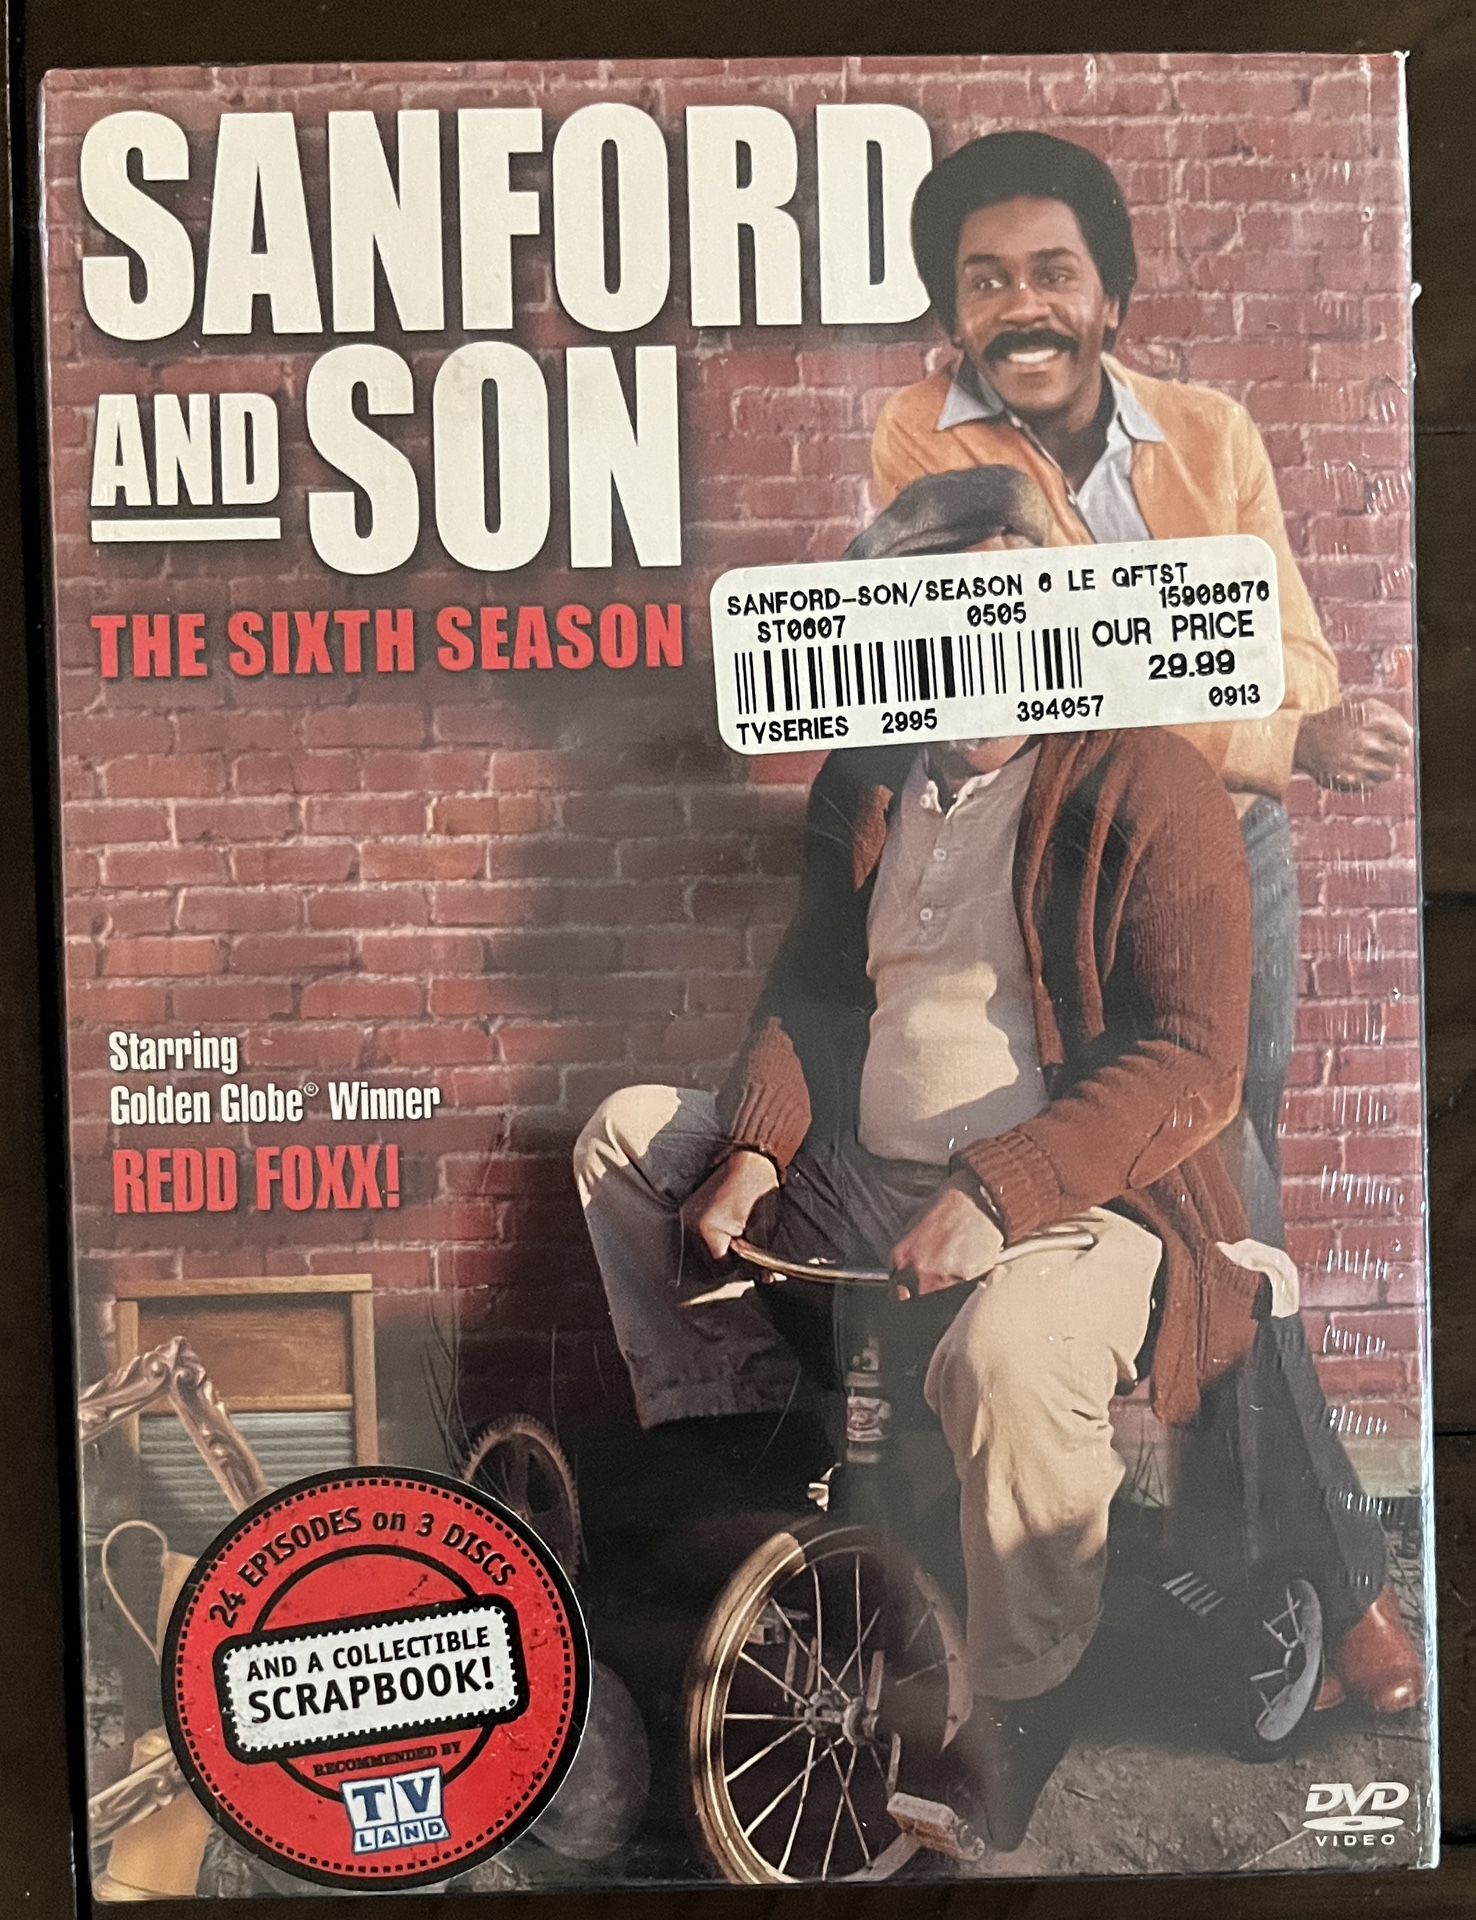 SANFORD
AND SON
THE SIXTH SEASON
SANFORD-SON/SEASON 6 LE QFTST
ST0607 0505 15908676
OUR PRICE
29.99
TVSERIES 2995 394057 0913
Starring
Golden Globe® Winner
REDD FOXX!
24 EPISODES on 3 DISCS
AND A COLLECTIBLE
SCRAPBOOK!
RECOMMENDED BY
TV
LAND
DVD
VIDEO